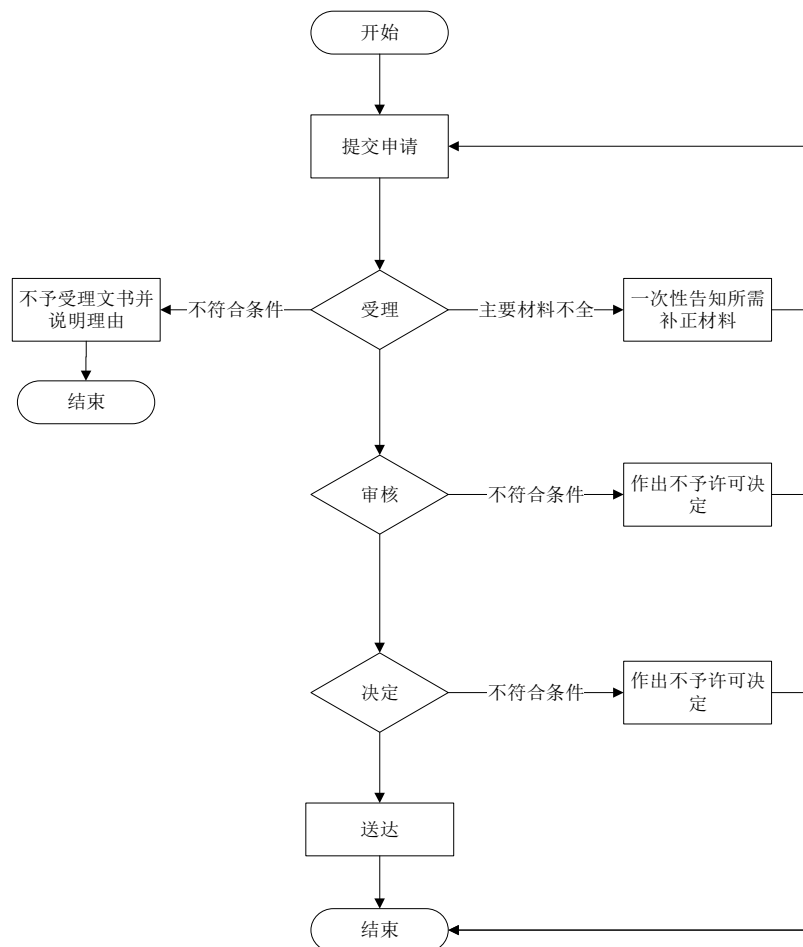 开始
提交申请
不予受理文书并
说明理由
不符合条件
受理
主要材料不全
一次性告知所需
补正材料
结束
审核
不符合条件
作出不予许可决
定
决定
不符合条件
作出不予许可决
定
送达
结束